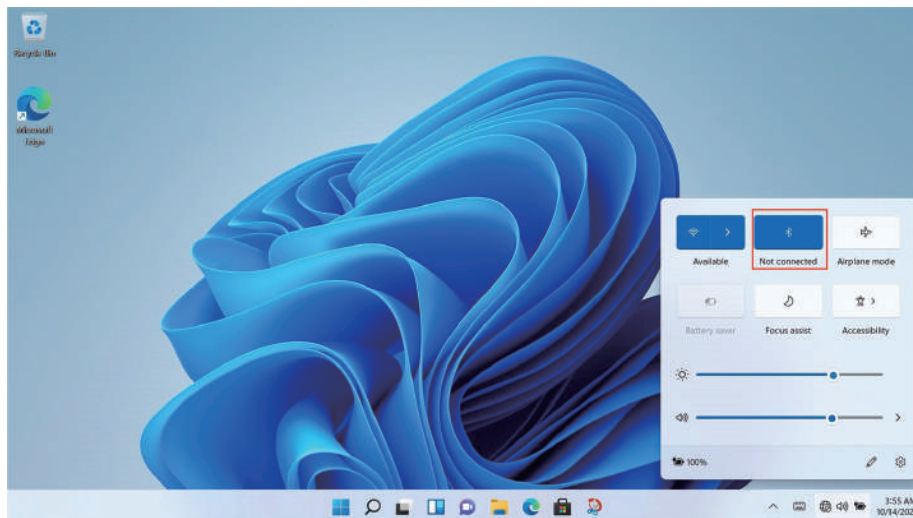 Recycle Bin
Microsoft
Edge
Available
Not connected
Airplane mode
Battery saver
Focus assist
Accessibility
100%
3:55 AM